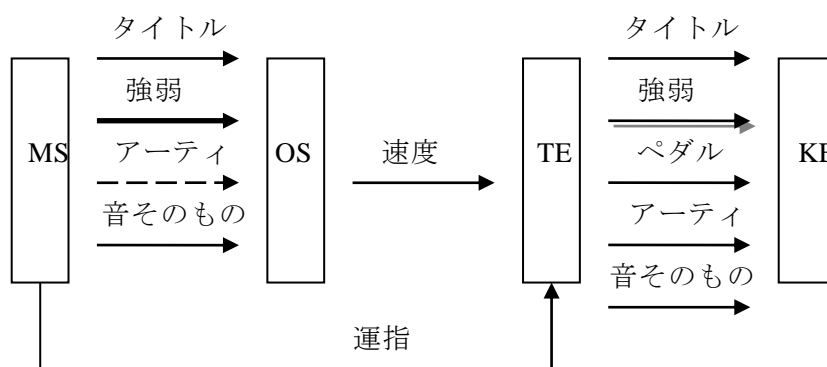 タイトル
強弱
アーティ
音そのもの
MS
OS
速度
TE
タイトル
強弱
ペダル
アーティ
音そのもの
運指